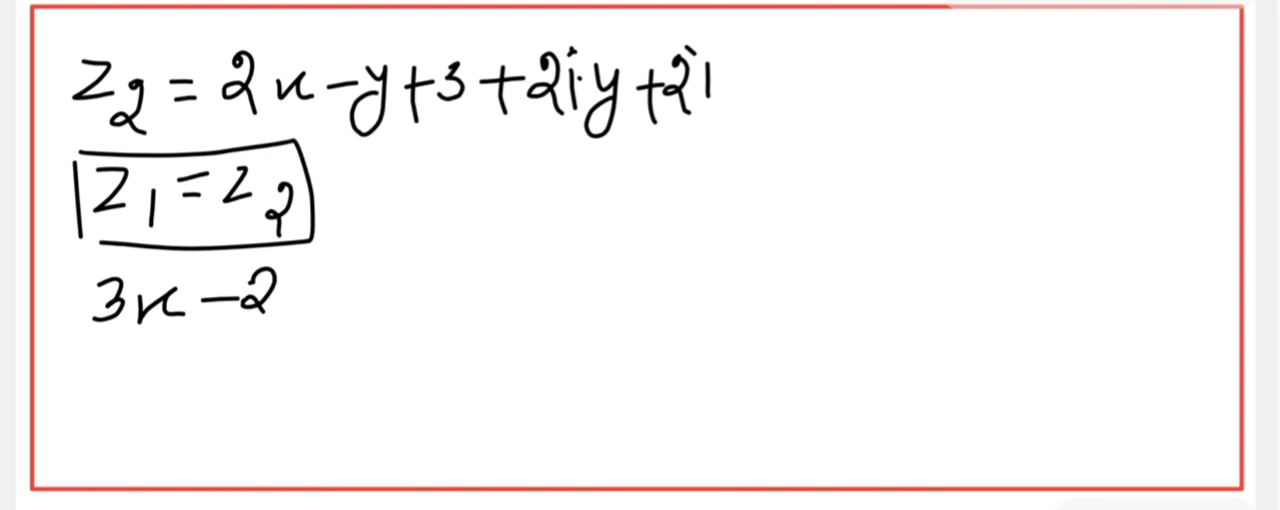 z₂ = 2x - y + 3 + 2iy + 2i
z₁ = z₂
3x - 2